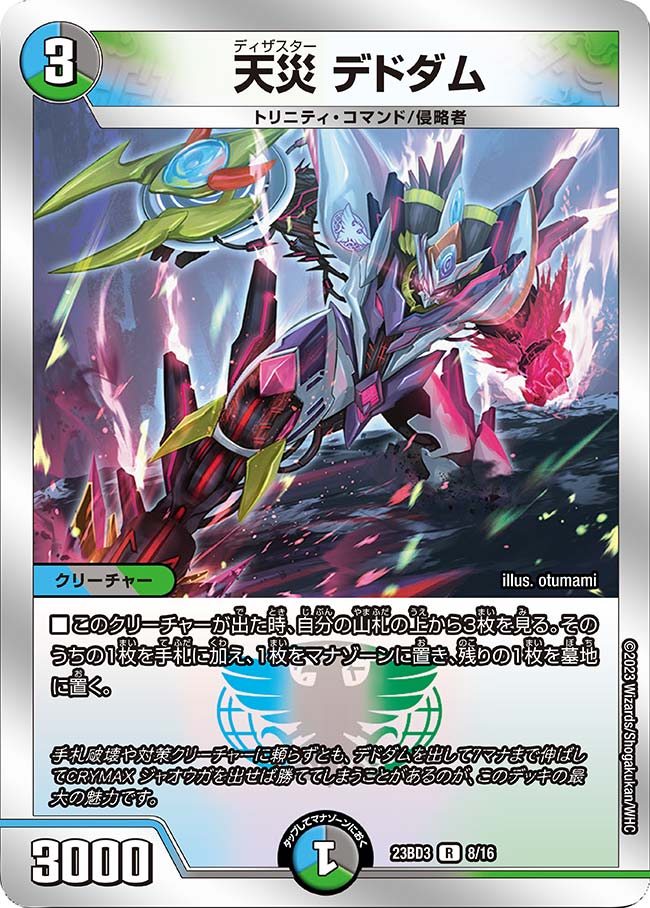 3
ディザスター
天災 デドダム
トリニティ・コマンド/侵略者
クリーチャー
illus. otumami
■ このクリーチャーが出た時、自分の山札の上から3枚を見る。その
うちの1枚を手札に加え、1枚をマナゾーンに置き、残りの1枚を墓地
に置く。
手札破壊や対策クリーチャーに頼らずとも、デドダムを出して7マナまで伸ばし
てCRYMAX ジャオウガを出せば勝ててしまうことがあるのが、このデッキの最
大の魅力です。
©2023 Wizards/Shogakukan/WHC
タップしてマナゾーンにおく
3000
1
23BD3 R 8/16